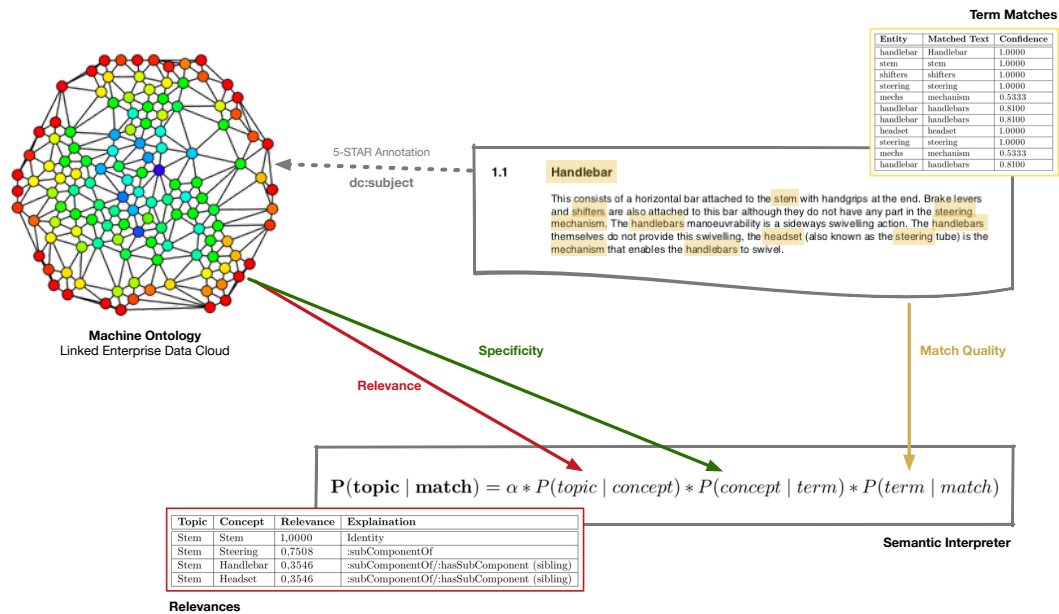 Term Matches
Entity Matched Text Confidence
handlebar Handlebar 1.0000
stem stem 1.0000
shifters shifters 1.0000
steering steering 1.0000
mechs mechanism 0.5333
handlebar handlebars 0.8100
handlebar handlebars 0.8100
headset headset 1.0000
steering steering 1.0000
mechs mechanism 0.5333
handlebar handlebars 0.8100
5-STAR Annotation
dc:subject
1.1 Handlebar
This consists of a horizontal bar attached to the stem with handgrips at the end. Brake levers
and shifters are also attached to this bar although they do not have any part in the steering
mechanism. The handlebars manoeuvrability is a sideways swivelling action. The handlebars
themselves do not provide this swivelling, the headset (also known as the steering tube) is the
mechanism that enables the handlebars to swivel.
Machine Ontology
Linked Enterprise Data Cloud
Specificity
Match Quality
Relevance
P(topic | match) = α ∗ P(topic | concept) ∗ P(concept | term) ∗ P(term | match)
Topic Concept Relevance Explaination
Stem Stem 1,0000 Identity
Stem Steering 0,7508 :subComponentOf
Stem Handlebar 0,3546 :subComponentOf/:hasSubComponent (sibling)
Stem Headset 0,3546 :subComponentOf/:hasSubComponent (sibling)
Semantic Interpreter
Relevances